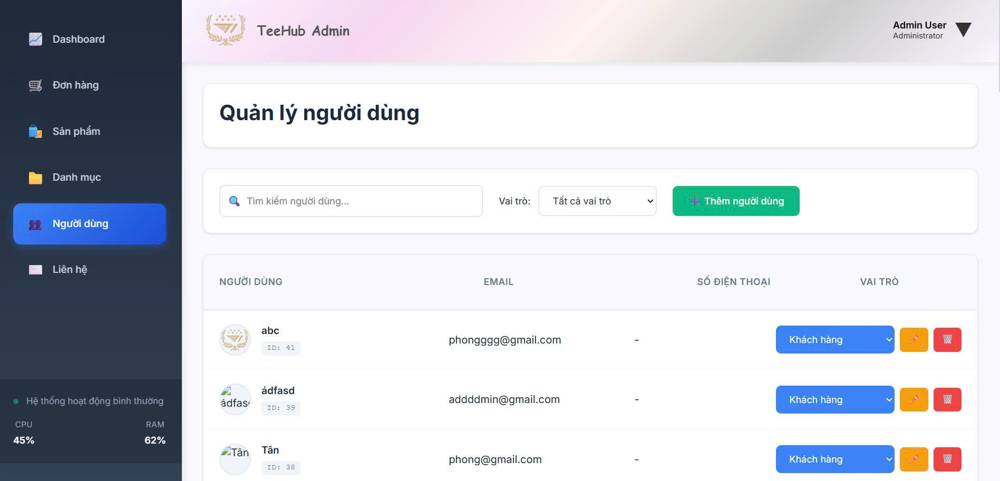 Dashboard
Đơn hàng
Sản phẩm
Danh mục
Người dùng
Liên hệ
Hệ thống hoạt động bình thường
CPU RAM
45% 62%
TeeHub Admin
Admin User
Administrator
Quản lý người dùng
Tìm kiếm người dùng...
Vai trò:
Tất cả vai trò
Thêm người dùng
NGƯỜI DÙNG EMAIL SỐ ĐIỆN THOẠI VAI TRÒ
abc
ID: 41
phongggg@gmail.com
-
Khách hàng
ádfasd
ádfasd
ID: 39
addddmin@gmail.com
-
Khách hàng
Tân
Tân
ID: 38
phong@gmail.com
-
Khách hàng